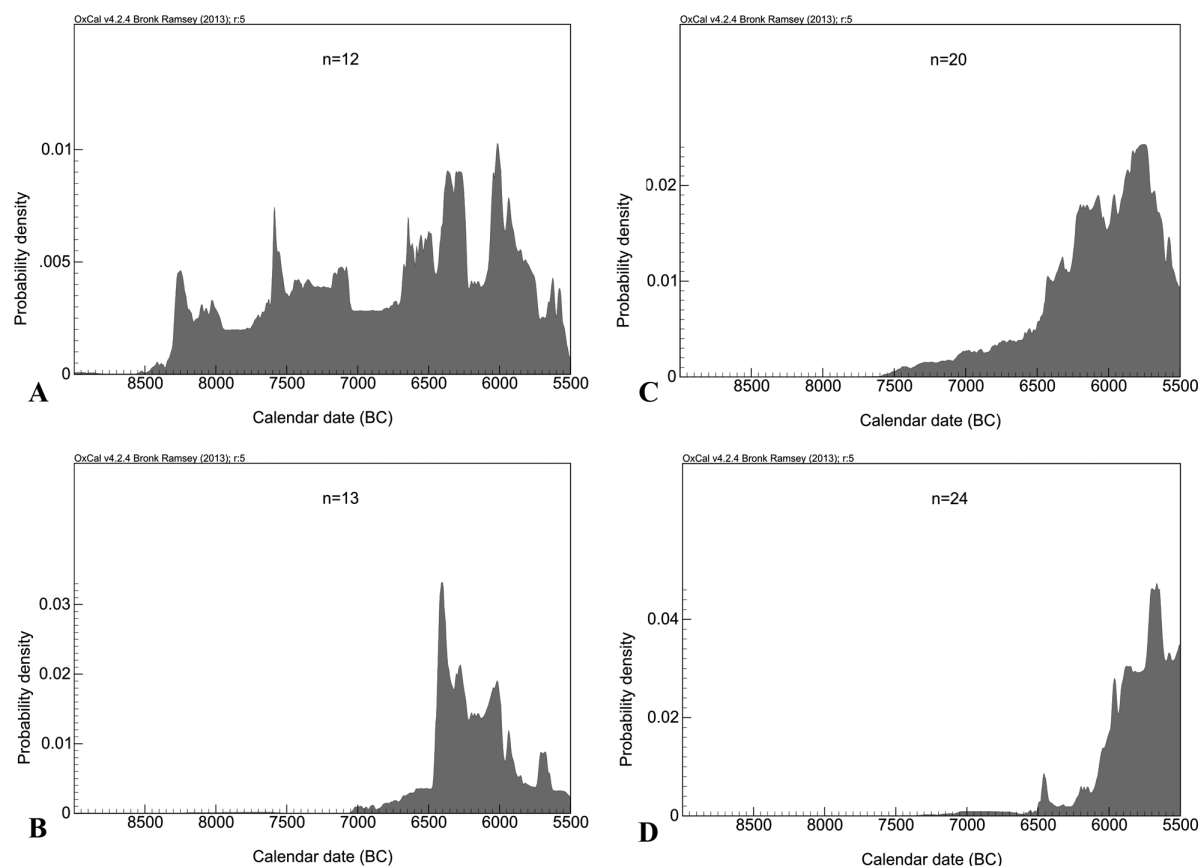 OxCal v4.2.4 Bronk Ramsey (2013); r:5
n=12
0.01
.005
0
Probability density
8500 8000 7500 7000 6500 6000 5500
Calendar date (BC)
A
OxCal v4.2.4 Bronk Ramsey (2013); r:5
n=20
0.02
0.01
0
Probability density
8500 8000 7500 7000 6500 6000 5500
Calendar date (BC)
C
OxCal v4.2.4 Bronk Ramsey (2013); r:5
n=13
0.03
0.02
0.01
0
Probability density
8500 8000 7500 7000 6500 6000 5500
Calendar date (BC)
B
OxCal v4.2.4 Bronk Ramsey (2013); r:5
n=24
0.04
0.02
0
Probability density
8500 8000 7500 7000 6500 6000 5500
Calendar date (BC)
D